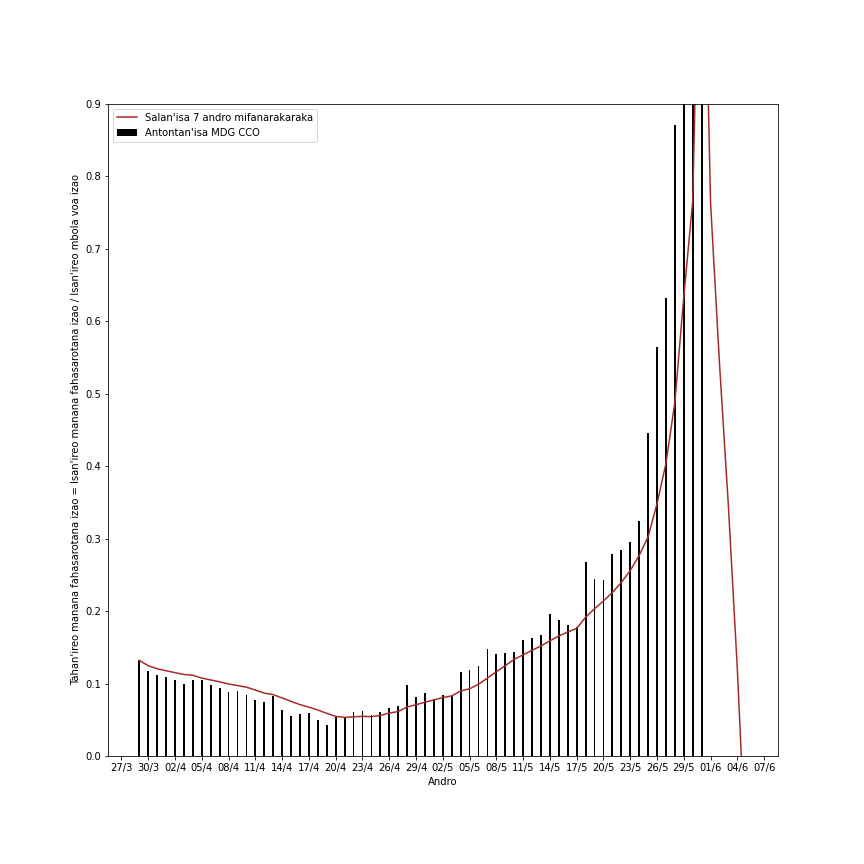 Salan'isa 7 andro mifanarakaraka
Antontan'isa MDG CCO
Tahan'ireo manana fahasarotana izao = Isan'ireo manana fahasarotana izao / Isan'ireo mbola voa izao
0.9
0.8
0.7
0.6
0.5
0.4
0.3
0.2
0.1
0.0
27/3 30/3 02/4 05/4 08/4 11/4 14/4 17/4 20/4 23/4 26/4 29/4 02/5 05/5 08/5 11/5 14/5 17/5 20/5 23/5 26/5 29/5 01/6 04/6 07/6
Andro